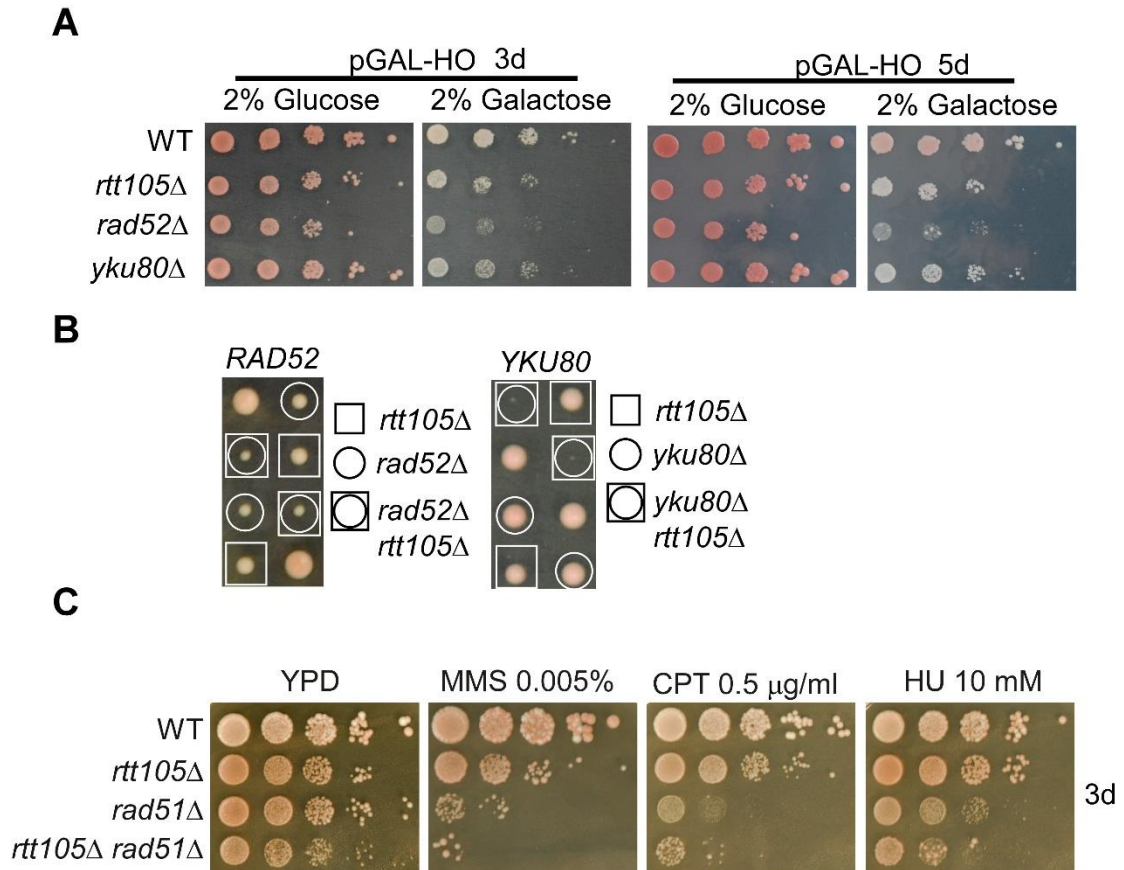 A
pGAL-HO 3d
pGAL-HO 5d
2% Glucose 2% Galactose
2% Glucose 2% Galactose
WT
rtt105Δ
rad52Δ
yku80Δ
B
RAD52
YKU80
rtt105Δ
rad52Δ
rad52Δ
rtt105Δ
rtt105Δ
yku80Δ
yku80Δ
rtt105Δ
C
YPD
MMS 0.005%
CPT 0.5 μg/ml
HU 10 mM
WT
rtt105Δ
rad51Δ
rtt105Δ rad51Δ
3d